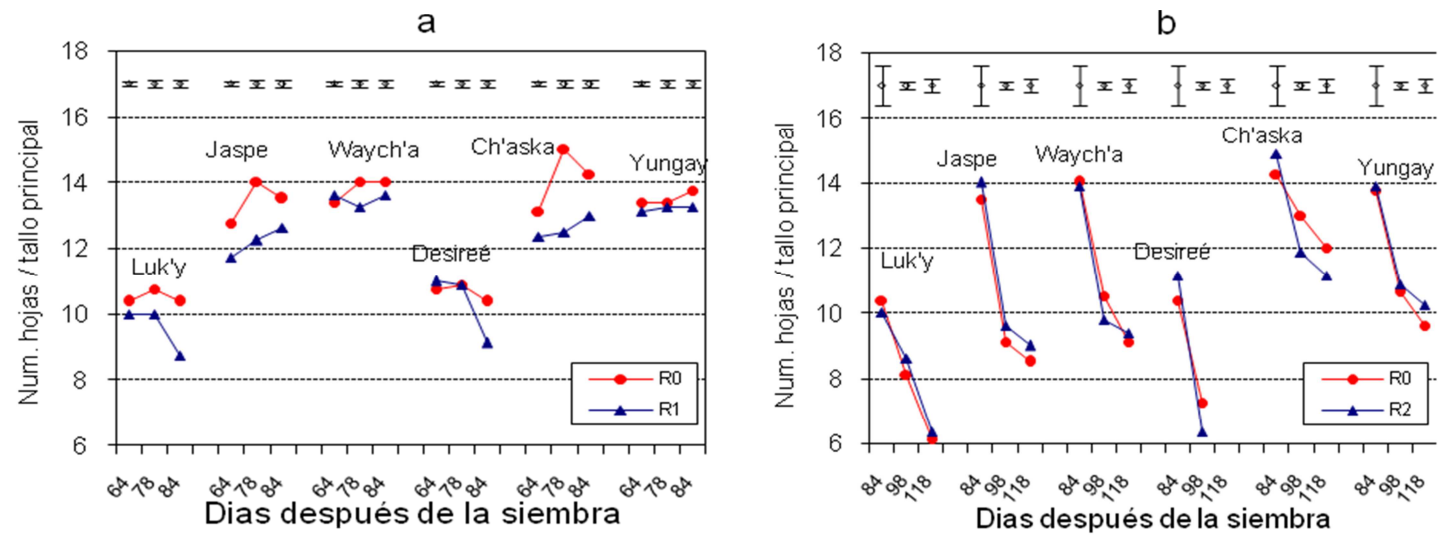 a
Num. hojas / tallo principal
18
16
14
12
10
8
6
Luk'y
Jaspe
Waych'a
Desireé
Ch'aska
Yungay
R0
R1
64 78 84 64 78 84 64 78 84 64 78 84 64 78 84 64 78 84
Dias después de la siembra
b
Num. hojas / tallo principal
18
16
14
12
10
8
6
Luk'y
Jaspe
Waych'a
Desireé
Ch'aska
Yungay
R0
R2
84 98 118 84 98 118 84 98 118 84 98 118 84 98 118 84 98 118
Dias después de la siembra